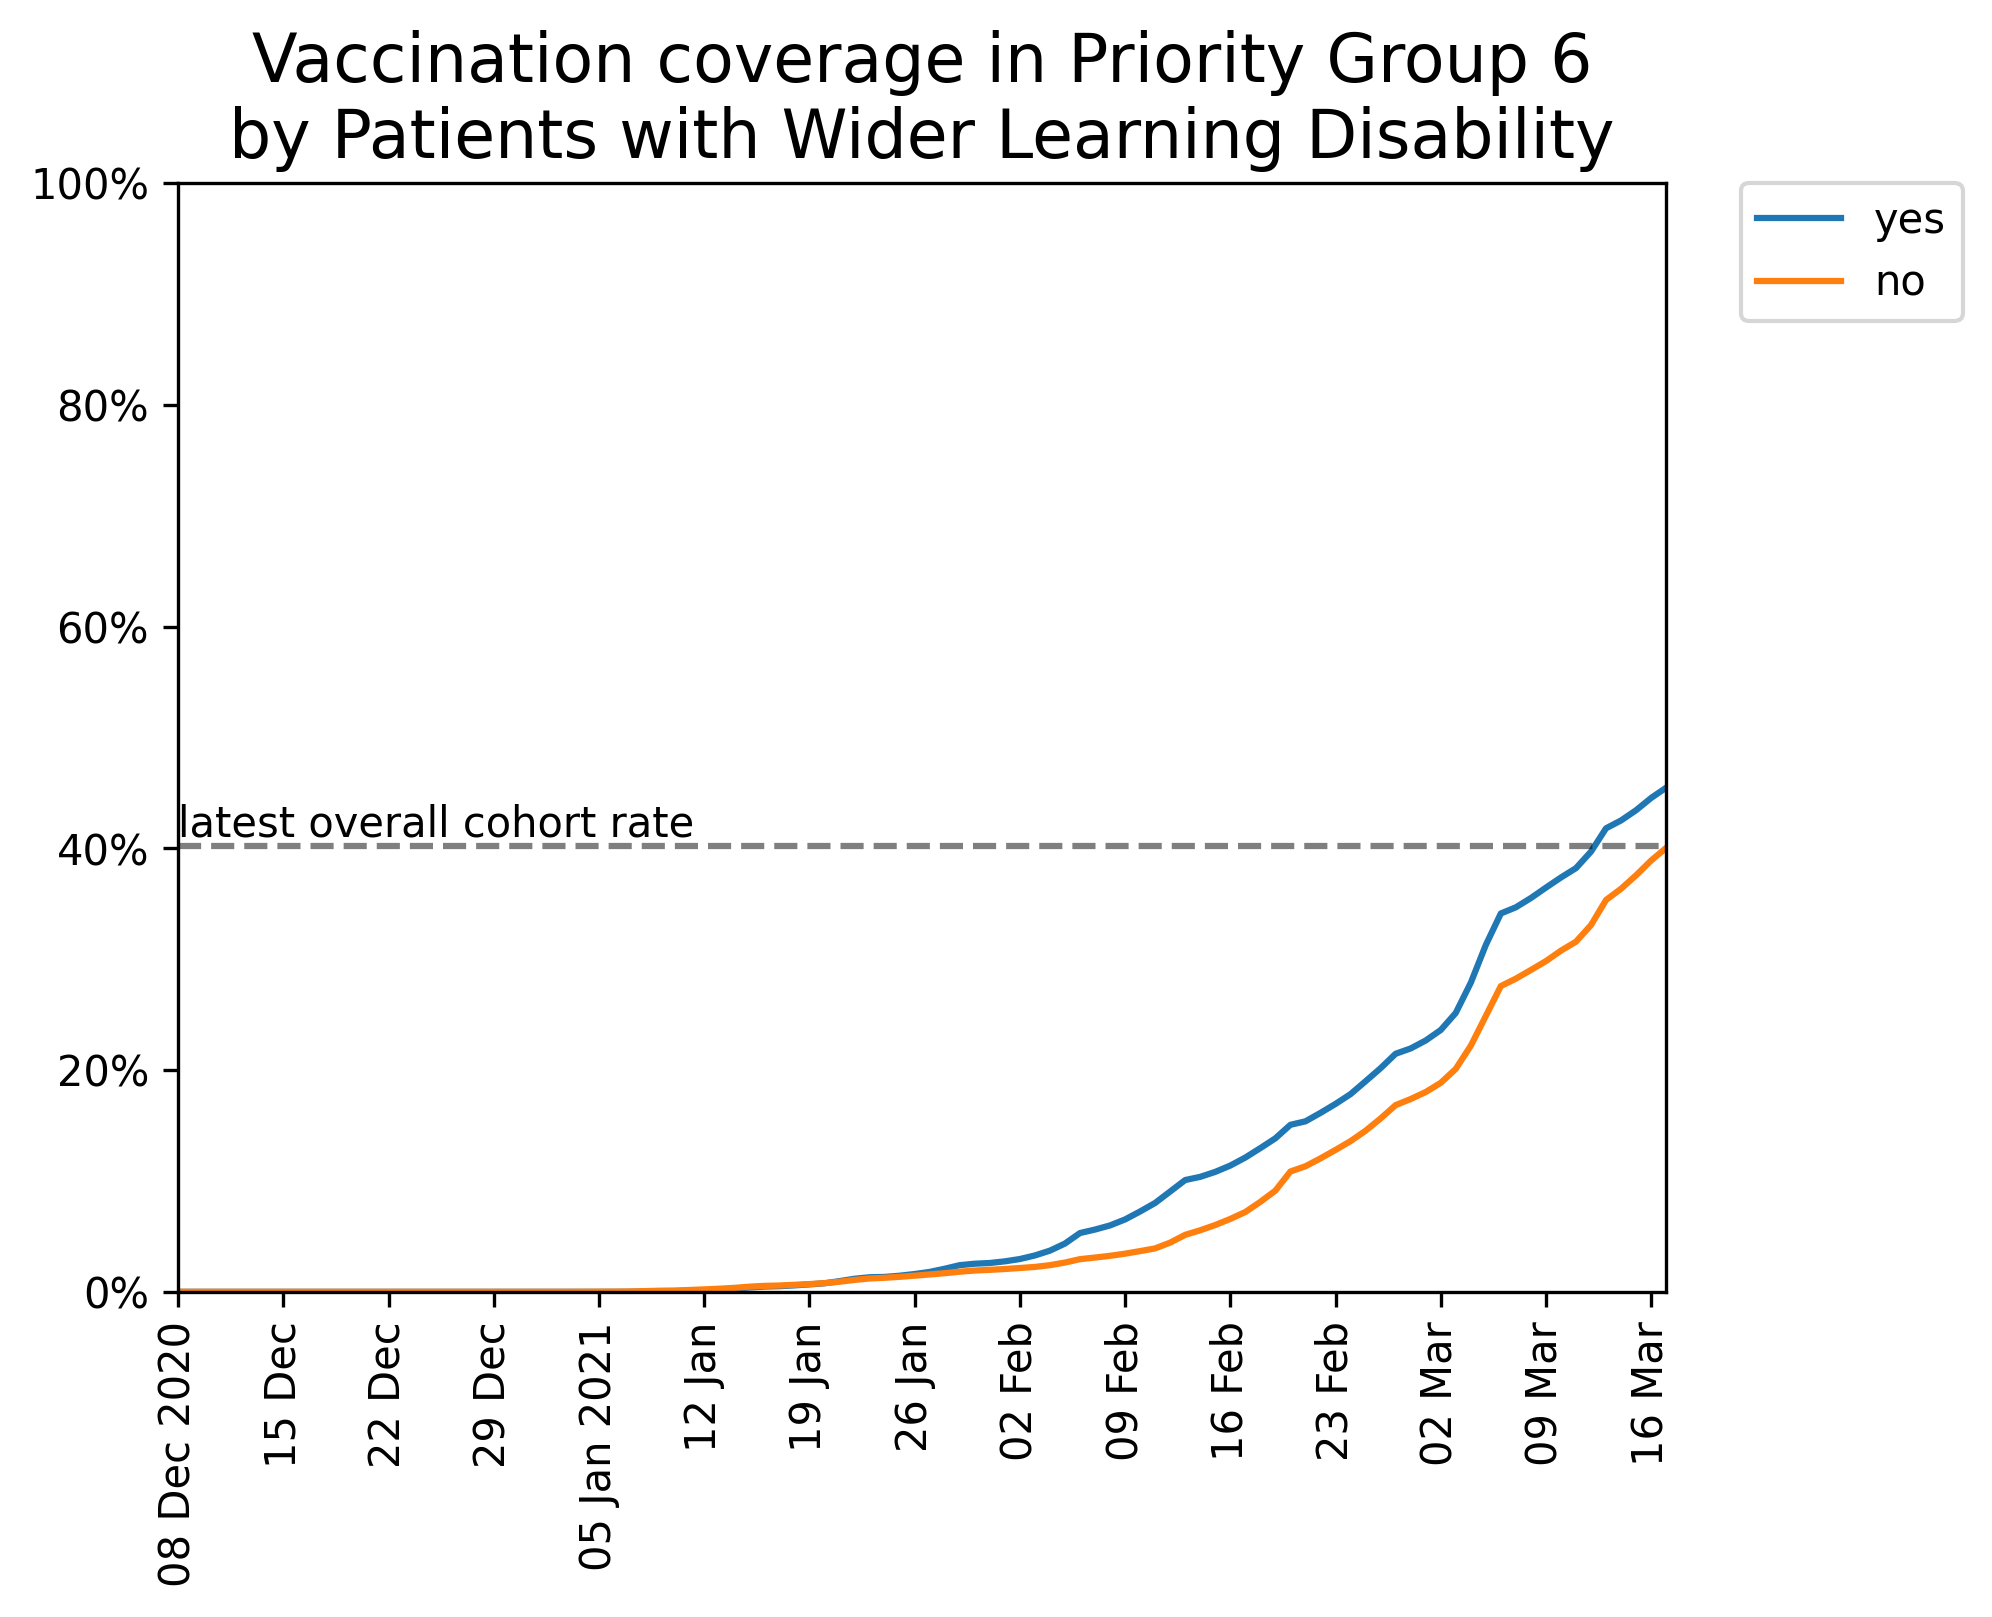 Vaccination coverage in Priority Group 6
by Patients with Wider Learning Disability
100%
80%
60%
40%
20%
0%
latest overall cohort rate
yes
no
08 Dec 2020
15 Dec
22 Dec
29 Dec
05 Jan 2021
12 Jan
19 Jan
26 Jan
02 Feb
09 Feb
16 Feb
23 Feb
02 Mar
09 Mar
16 Mar